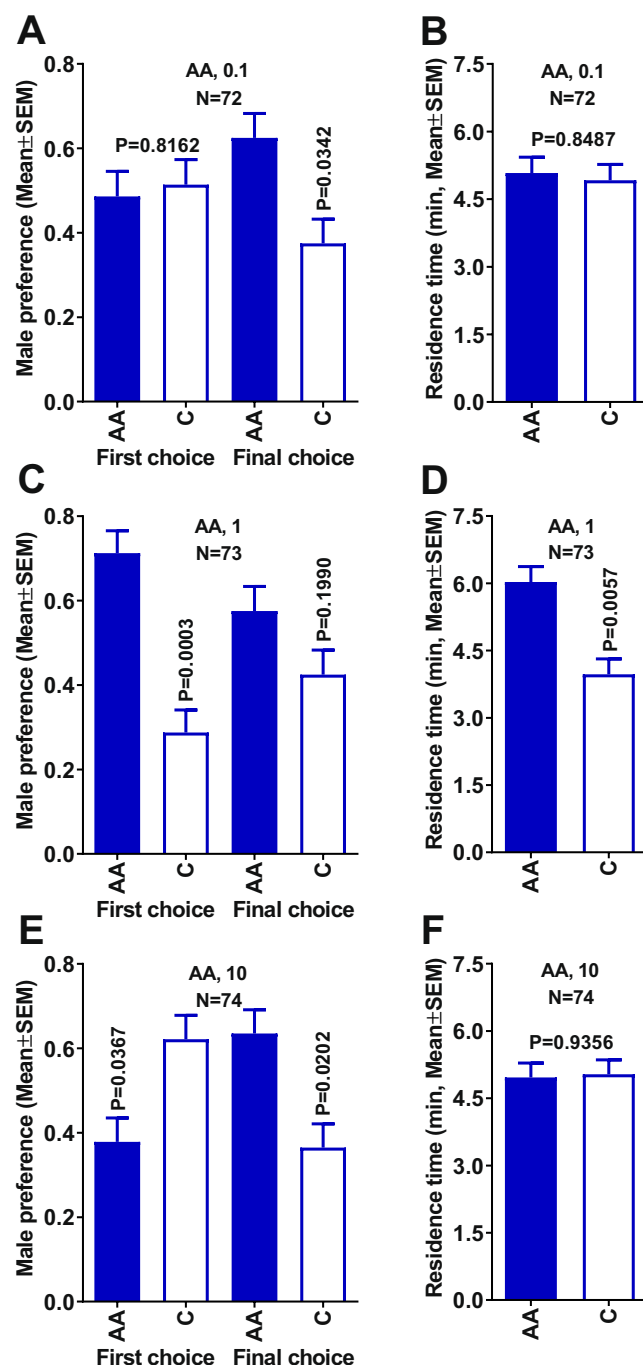 A
Male preference (Mean±SEM)
0.8
0.6
0.4
0.2
0.0
AA, 0.1
N=72
P=0.8162
P=0.0342
AA
C
AA
C
First choice
Final choice
B
Residence time (min, Mean±SEM)
7.5
6.0
4.5
3.0
1.5
0.0
AA, 0.1
N=72
P=0.8487
AA
C
C
Male preference (Mean±SEM)
0.8
0.6
0.4
0.2
0.0
AA, 1
N=73
P=0.0003
P=0.1990
AA
C
AA
C
First choice
Final choice
D
Residence time (min, Mean±SEM)
7.5
6.0
4.5
3.0
1.5
0.0
AA, 1
N=73
P=0.0057
AA
C
E
Male preference (Mean±SEM)
0.8
0.6
0.4
0.2
0.0
AA, 10
N=74
P=0.0367
P=0.0202
AA
C
AA
C
First choice
Final choice
F
Residence time (min, Mean±SEM)
7.5
6.0
4.5
3.0
1.5
0.0
AA, 10
N=74
P=0.9356
AA
C